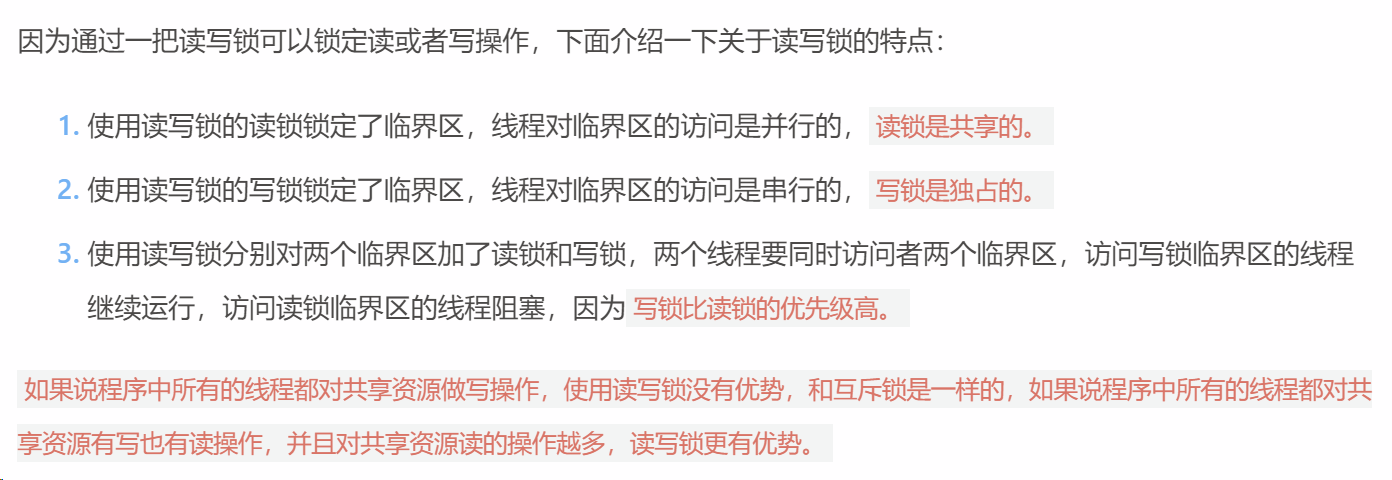 因为通过一把读写锁可以锁定读或者写操作，下面介绍一下关于读写锁的特点：
1. 使用读写锁的读锁锁定了临界区，线程对临界区的访问是并行的，读锁是共享的。
2. 使用读写锁的写锁锁定了临界区，线程对临界区的访问是串行的，写锁是独占的。
3. 使用读写锁分别对两个临界区加了读锁和写锁，两个线程要同时访问者两个临界区，访问写锁临界区的线程
继续运行，访问读锁临界区的线程阻塞，因为写锁比读锁的优先级高。
如果说程序中所有的线程都对共享资源做写操作，使用读写锁没有优势，和互斥锁是一样的，如果说程序中所有的线程都对共
享资源有写也有读操作，并且对共享资源读的操作越多，读写锁更有优势。